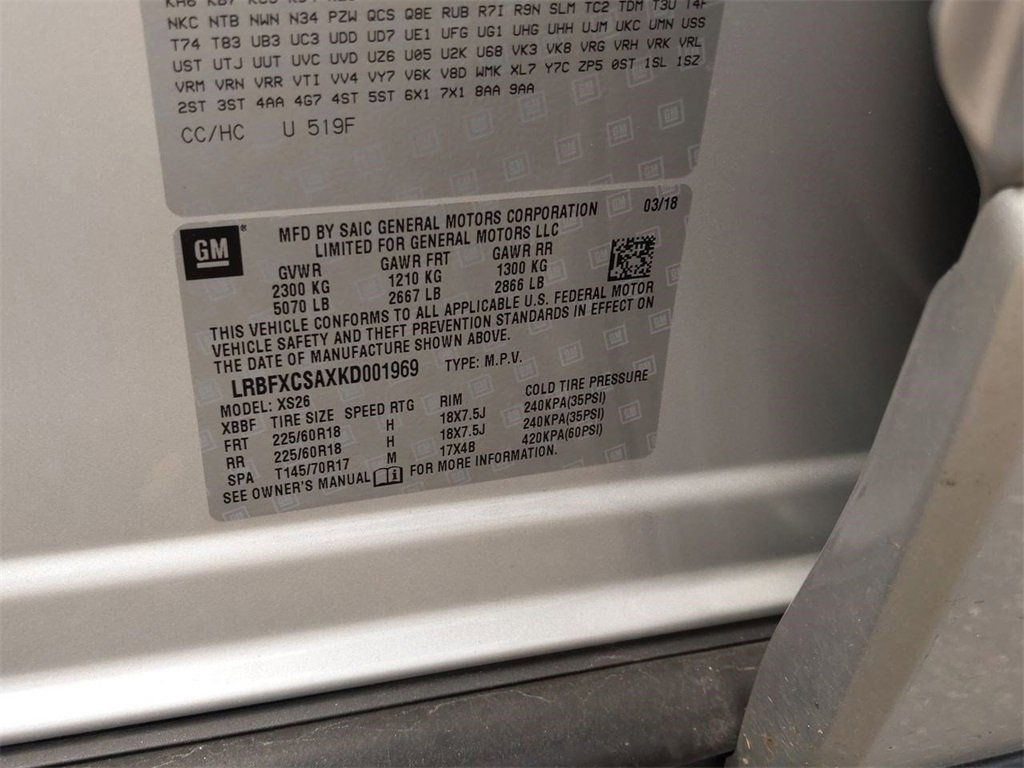 NKC NTB NWN N34 PZW QCS Q8E RUB R7I R9N SLM TC2 TDM T3U T4F
T74 T83 UB3 UC3 UDD UD7 UE1 UFG UG1 UHG UHH UJM UKC UMN USS
UST UTJ UUT UVC UVD UZ6 U05 U2K U68 VK3 VK8 VRG VRH VRK VRL
VRM VRN VRR VTI VV4 VY7 V6K V8D WMK XL7 Y7C ZP5 0ST 1SL 1SZ
2ST 3ST 4AA 4G7 4ST 5ST 6X1 7X1 8AA 9AA
CC/HC U 519F
GM ® MFD BY SAIC GENERAL MOTORS CORPORATION 03/18
LIMITED FOR GENERAL MOTORS LLC
GVWR GAWR FRT GAWR RR
2300 KG 1210 KG 1300 KG
5070 LB 2667 LB 2866 LB
THIS VEHICLE CONFORMS TO ALL APPLICABLE U.S. FEDERAL MOTOR
VEHICLE SAFETY AND THEFT PREVENTION STANDARDS IN EFFECT ON
THE DATE OF MANUFACTURE SHOWN ABOVE.
LRBFXCSAXKD001969 TYPE: M.P.V.
MODEL: XS26
XBBF TIRE SIZE SPEED RTG RIM COLD TIRE PRESSURE
FRT 225/60R18 H 18X7.5J 240KPA(35PSI)
RR 225/60R18 H 18X7.5J 240KPA(35PSI)
SPA T145/70R17 M 17X4B 420KPA(60PSI)
SEE OWNER'S MANUAL FOR MORE INFORMATION.